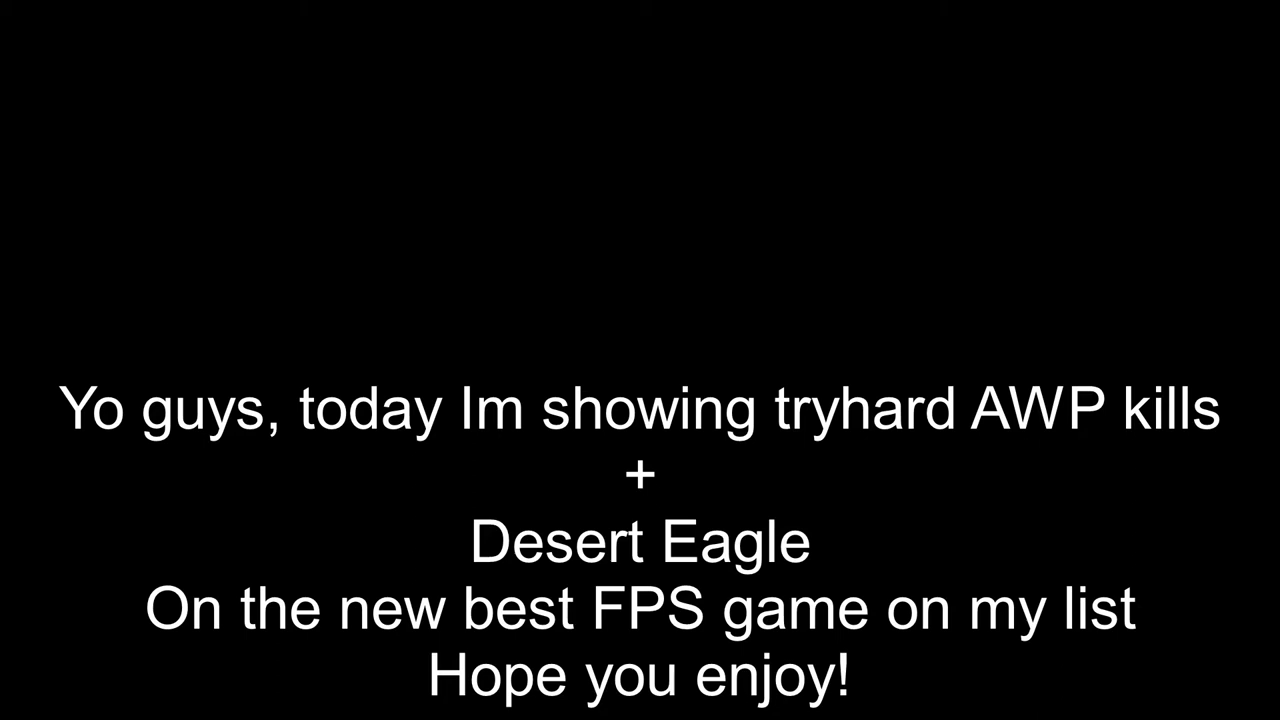 Yo guys, today Im showing tryhard AWP kills
+
Desert Eagle
On the new best FPS game on my list
Hope you enjoy!